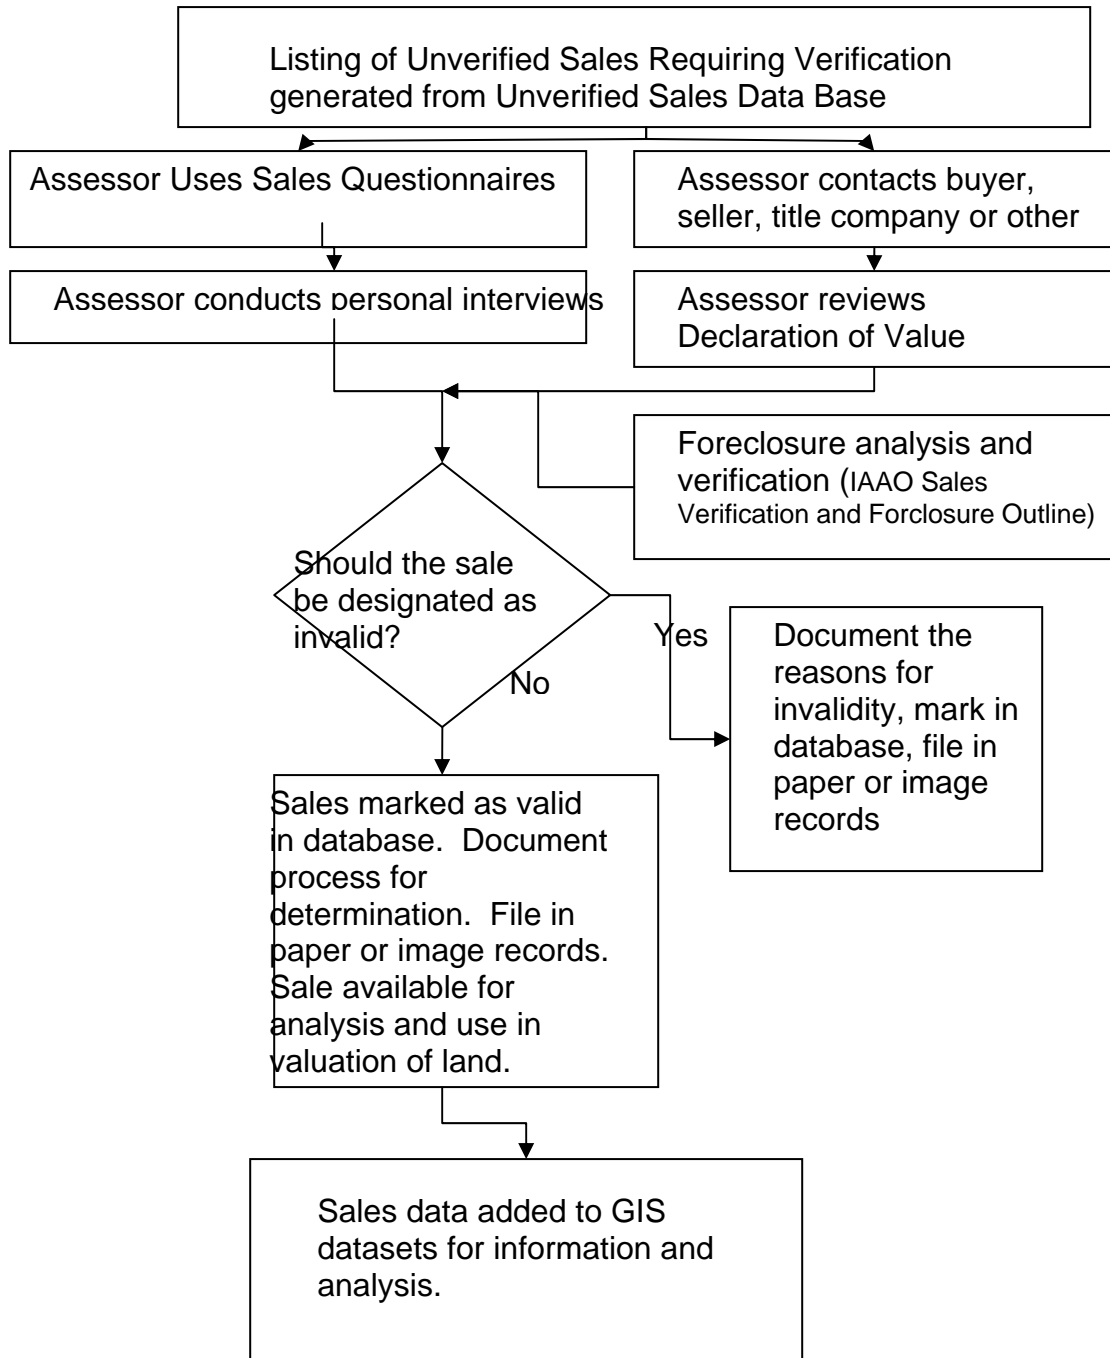 Listing of Unverified Sales Requiring Verification
generated from Unverified Sales Data Base
Assessor Uses Sales Questionnaires
Assessor contacts buyer,
seller, title company or other
Assessor conducts personal interviews
Assessor reviews
Declaration of Value
Foreclosure analysis and
verification (IAAO Sales
Verification and Forclosure Outline)
Should the sale
be designated as
invalid?
Yes
No
Document the
reasons for
invalidity, mark in
database, file in
paper or image
records
Sales marked as valid
in database.  Document
process for
determination.  File in
paper or image records.
Sale available for
analysis and use in
valuation of land.
Sales data added to GIS
datasets for information and
analysis.